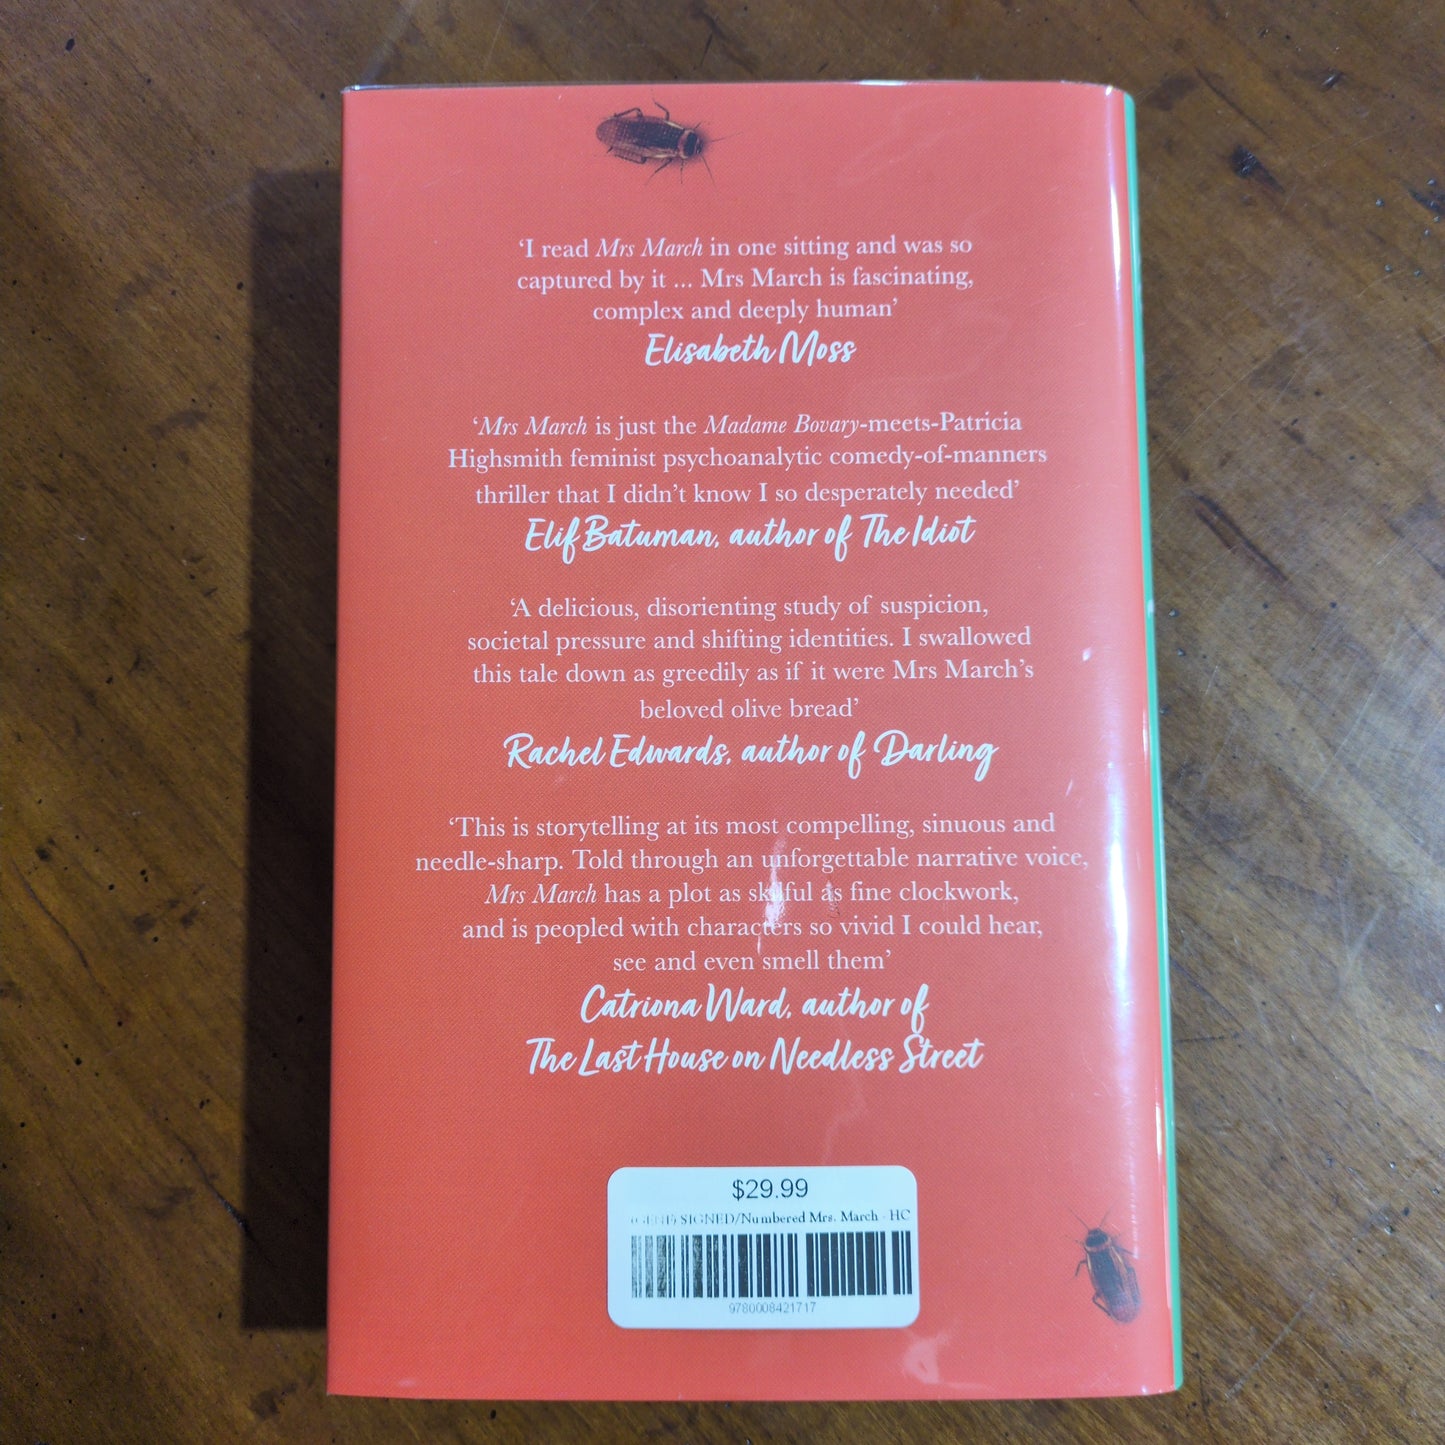 ‘I read Mrs March in one sitting and was so
captured by it ... Mrs March is fascinating,
complex and deeply human’
Elisabeth Moss
‘Mrs March is just the Madame Bovary-meets-Patricia
Highsmith feminist psychoanalytic comedy-of-manners
thriller that I didn’t know I so desperately needed’
Elif Batuman, author of The Idiot
‘A delicious, disorienting study of suspicion,
societal pressure and shifting identities. I swallowed
this tale down as greedily as if it were Mrs March’s
beloved olive bread’
Rachel Edwards, author of Darling
‘This is storytelling at its most compelling, sinuous and
needle-sharp. Told through an unforgettable narrative voice,
Mrs March has a plot as skilful as fine clockwork,
and is peopled with characters so vivid I could hear,
see and even smell them’
Catriona Ward, author of
The Last House on Needless Street
$29.99
SIGNED/Numbered Mrs. March - HC
9780008421717